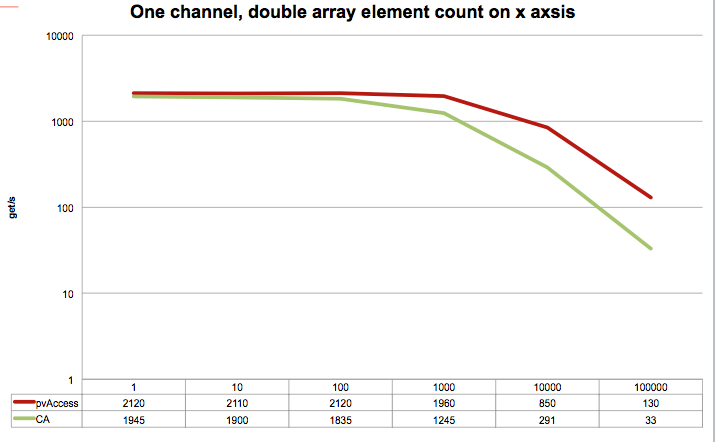 One channel, double array element count on x axsis
10000
1000
100
10
1
get/s
1 10 100 1000 10000 100000
pvAccess 2120 2110 2120 1960 850 130
CA 1945 1900 1835 1245 291 33